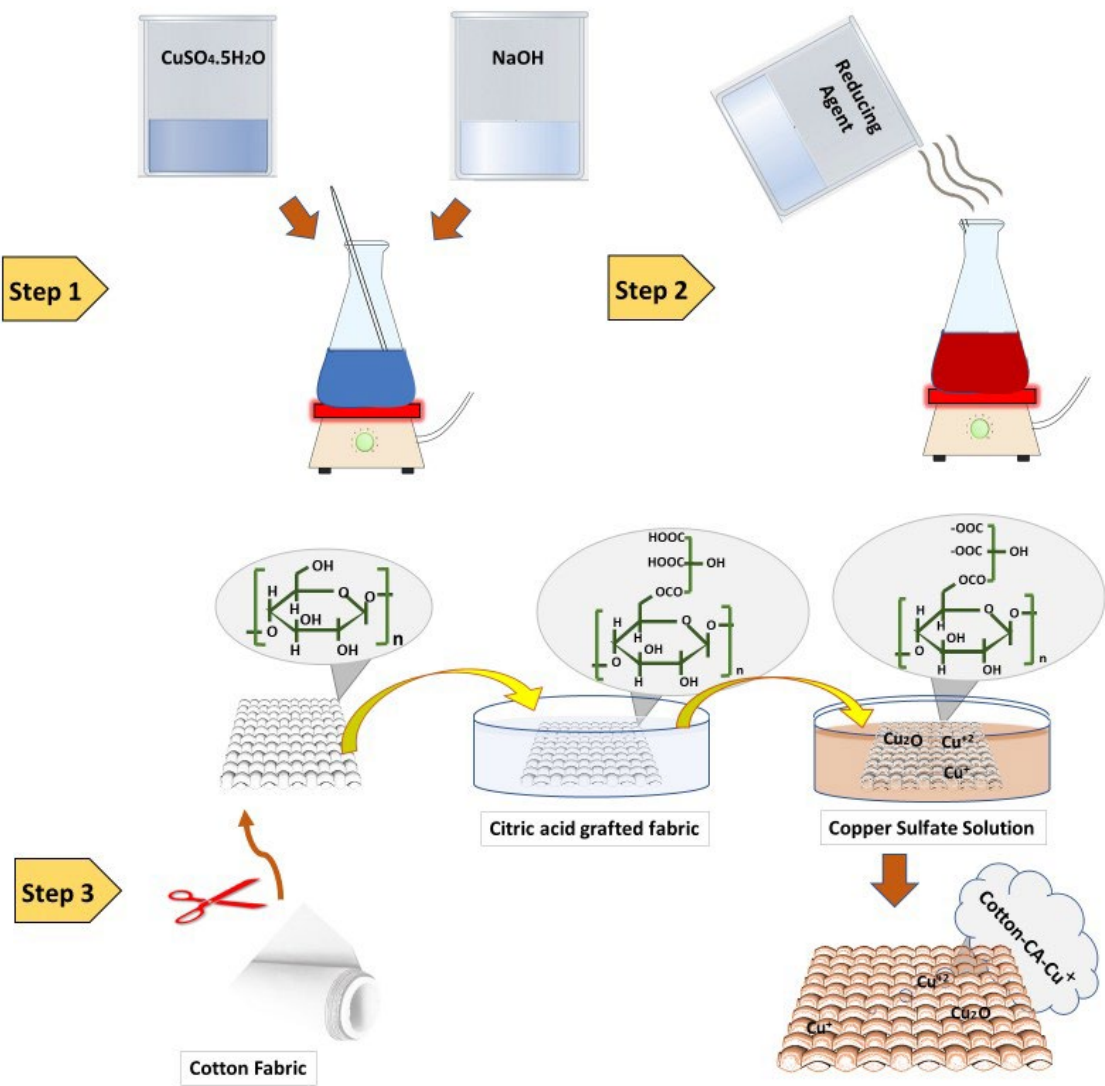 CuSO4.5H2O
NaOH
Reducing
Agent
Step 1
Step 2
OH
H
O
O
H
OH
O
H
OH
n
HOOC
HOOC
OH
OCO
H
O
O
H
OH
O
H
OH
n
-OOC
-OOC
OH
OCO
H
O
O
H
OH
O
H
OH
n
Cu2O
Cu+2
Cu+
Citric acid grafted fabric
Copper Sulfate Solution
Step 3
Cotton-CA-Cu+
Cu+2
Cu2O
Cu+
Cotton Fabric